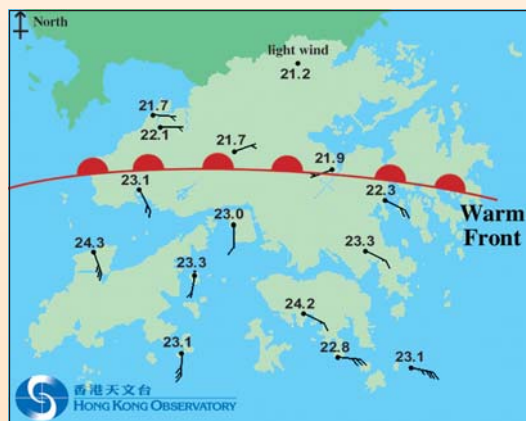 North
light wind
21.2
21.7
22.1
21.7
21.9
23.1
22.3
Warm
Front
23.0
24.3
23.3
23.3
24.2
23.1
22.8
23.1
香港天文台
HONG KONG OBSERVATORY